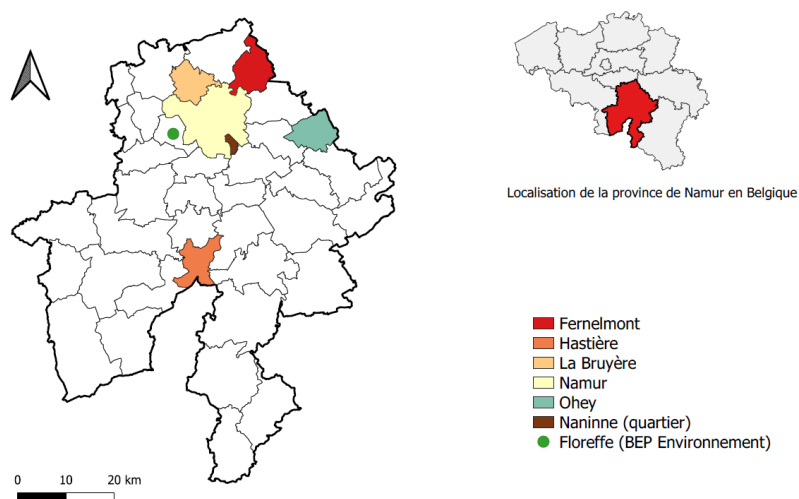 Localisation de la province de Namur en Belgique
Fernelmont
Hastière
La Bruyère
Namur
Ohey
Naninne (quartier)
Floreffe (BEP Environnement)
0 10 20 km